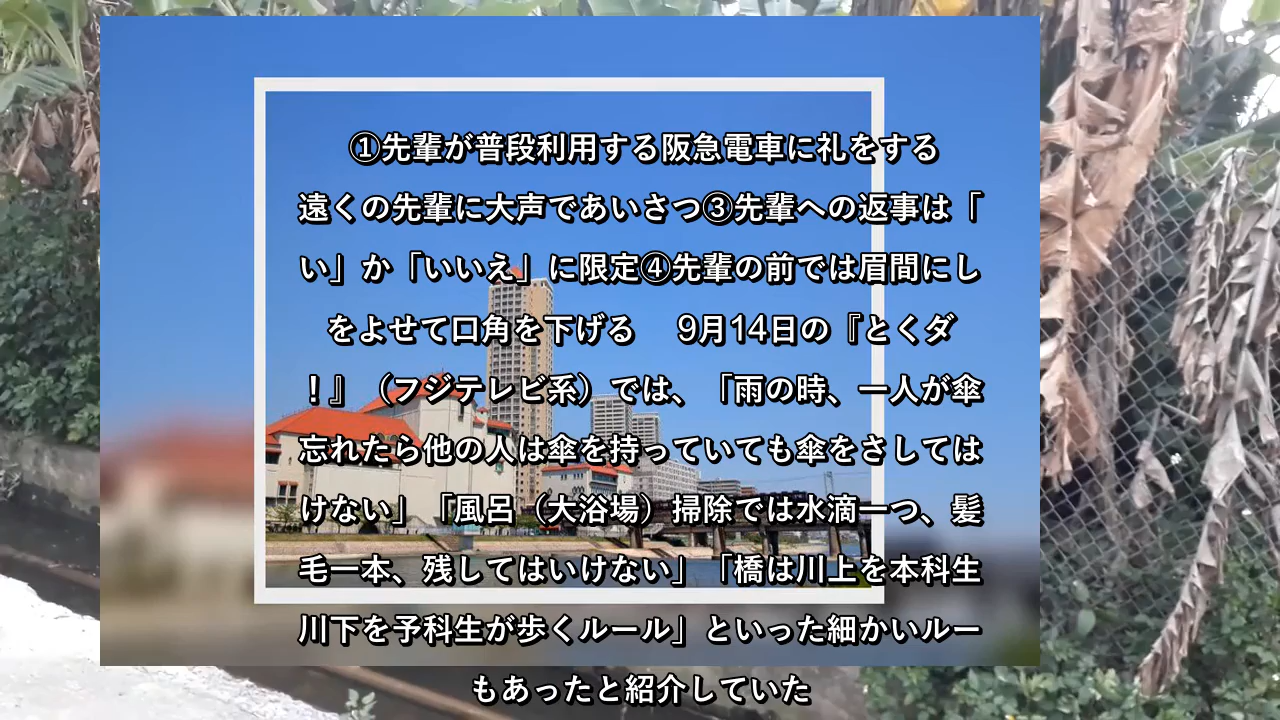 ①先輩が普段利用する阪急電車に礼をする
遠くの先輩に大声であいさつ③先輩への返事は「
い」か「いいえ」に限定④先輩の前では眉間にし
をよせて口角を下げる　9月14日の『とくダ
！』（フジテレビ系）では、「雨の時、一人が傘
忘れたら他の人は傘を持っていても傘をさしては
けない」「風呂（大浴場）掃除では水滴一つ、髪
毛一本、残してはいけない」「橋は川上を本科生
川下を予科生が歩くルール」といった細かいルー
もあったと紹介していた